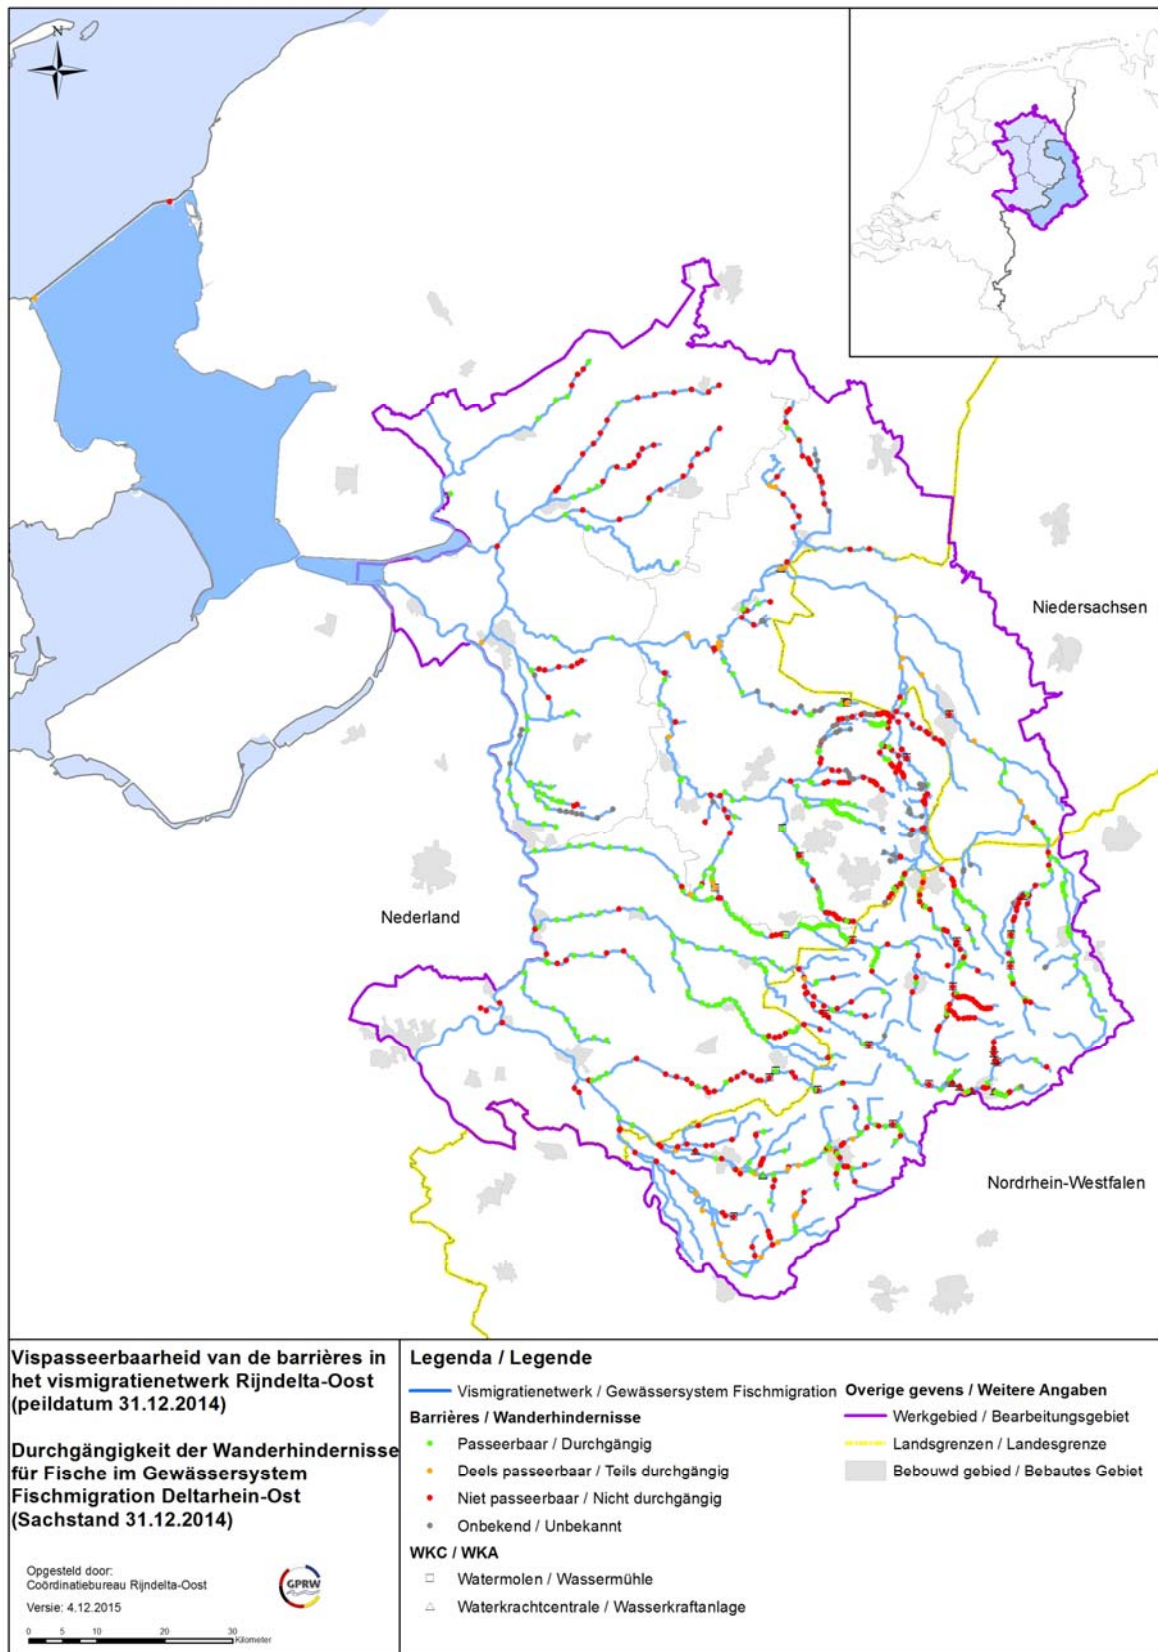 N
Niedersachsen
Nederland
Nordrhein-Westfalen
Vispasseerbaarheid van de barrières in
het vismigratienetwerk Rijndelta-Oost
(peildatum 31.12.2014)
Durchgängigkeit der Wanderhindernisse
für Fische im Gewässersystem
Fischmigration Deltarhein-Ost
(Sachstand 31.12.2014)
Opgesteld door:
Coördinatiebureau Rijndelta-Oost
Versie: 4.12.2015
GPRW
0 5 10 20 30
Kilometer
Legenda / Legende
Vismigratienetwerk / Gewässersystem Fischmigration
Barrières / Wanderhindernisse
Passeerbaar / Durchgängig
Deels passeerbaar / Teils durchgängig
Niet passeerbaar / Nicht durchgängig
Onbekend / Unbekannt
WKC / WKA
Watermolen / Wassermühle
Waterkrachtcentrale / Wasserkraftanlage
Overige gevens / Weitere Angaben
Werkgebied / Bearbeitungsgebiet
Landsgrenzen / Landesgrenze
Bebouwd gebied / Bebautes Gebiet